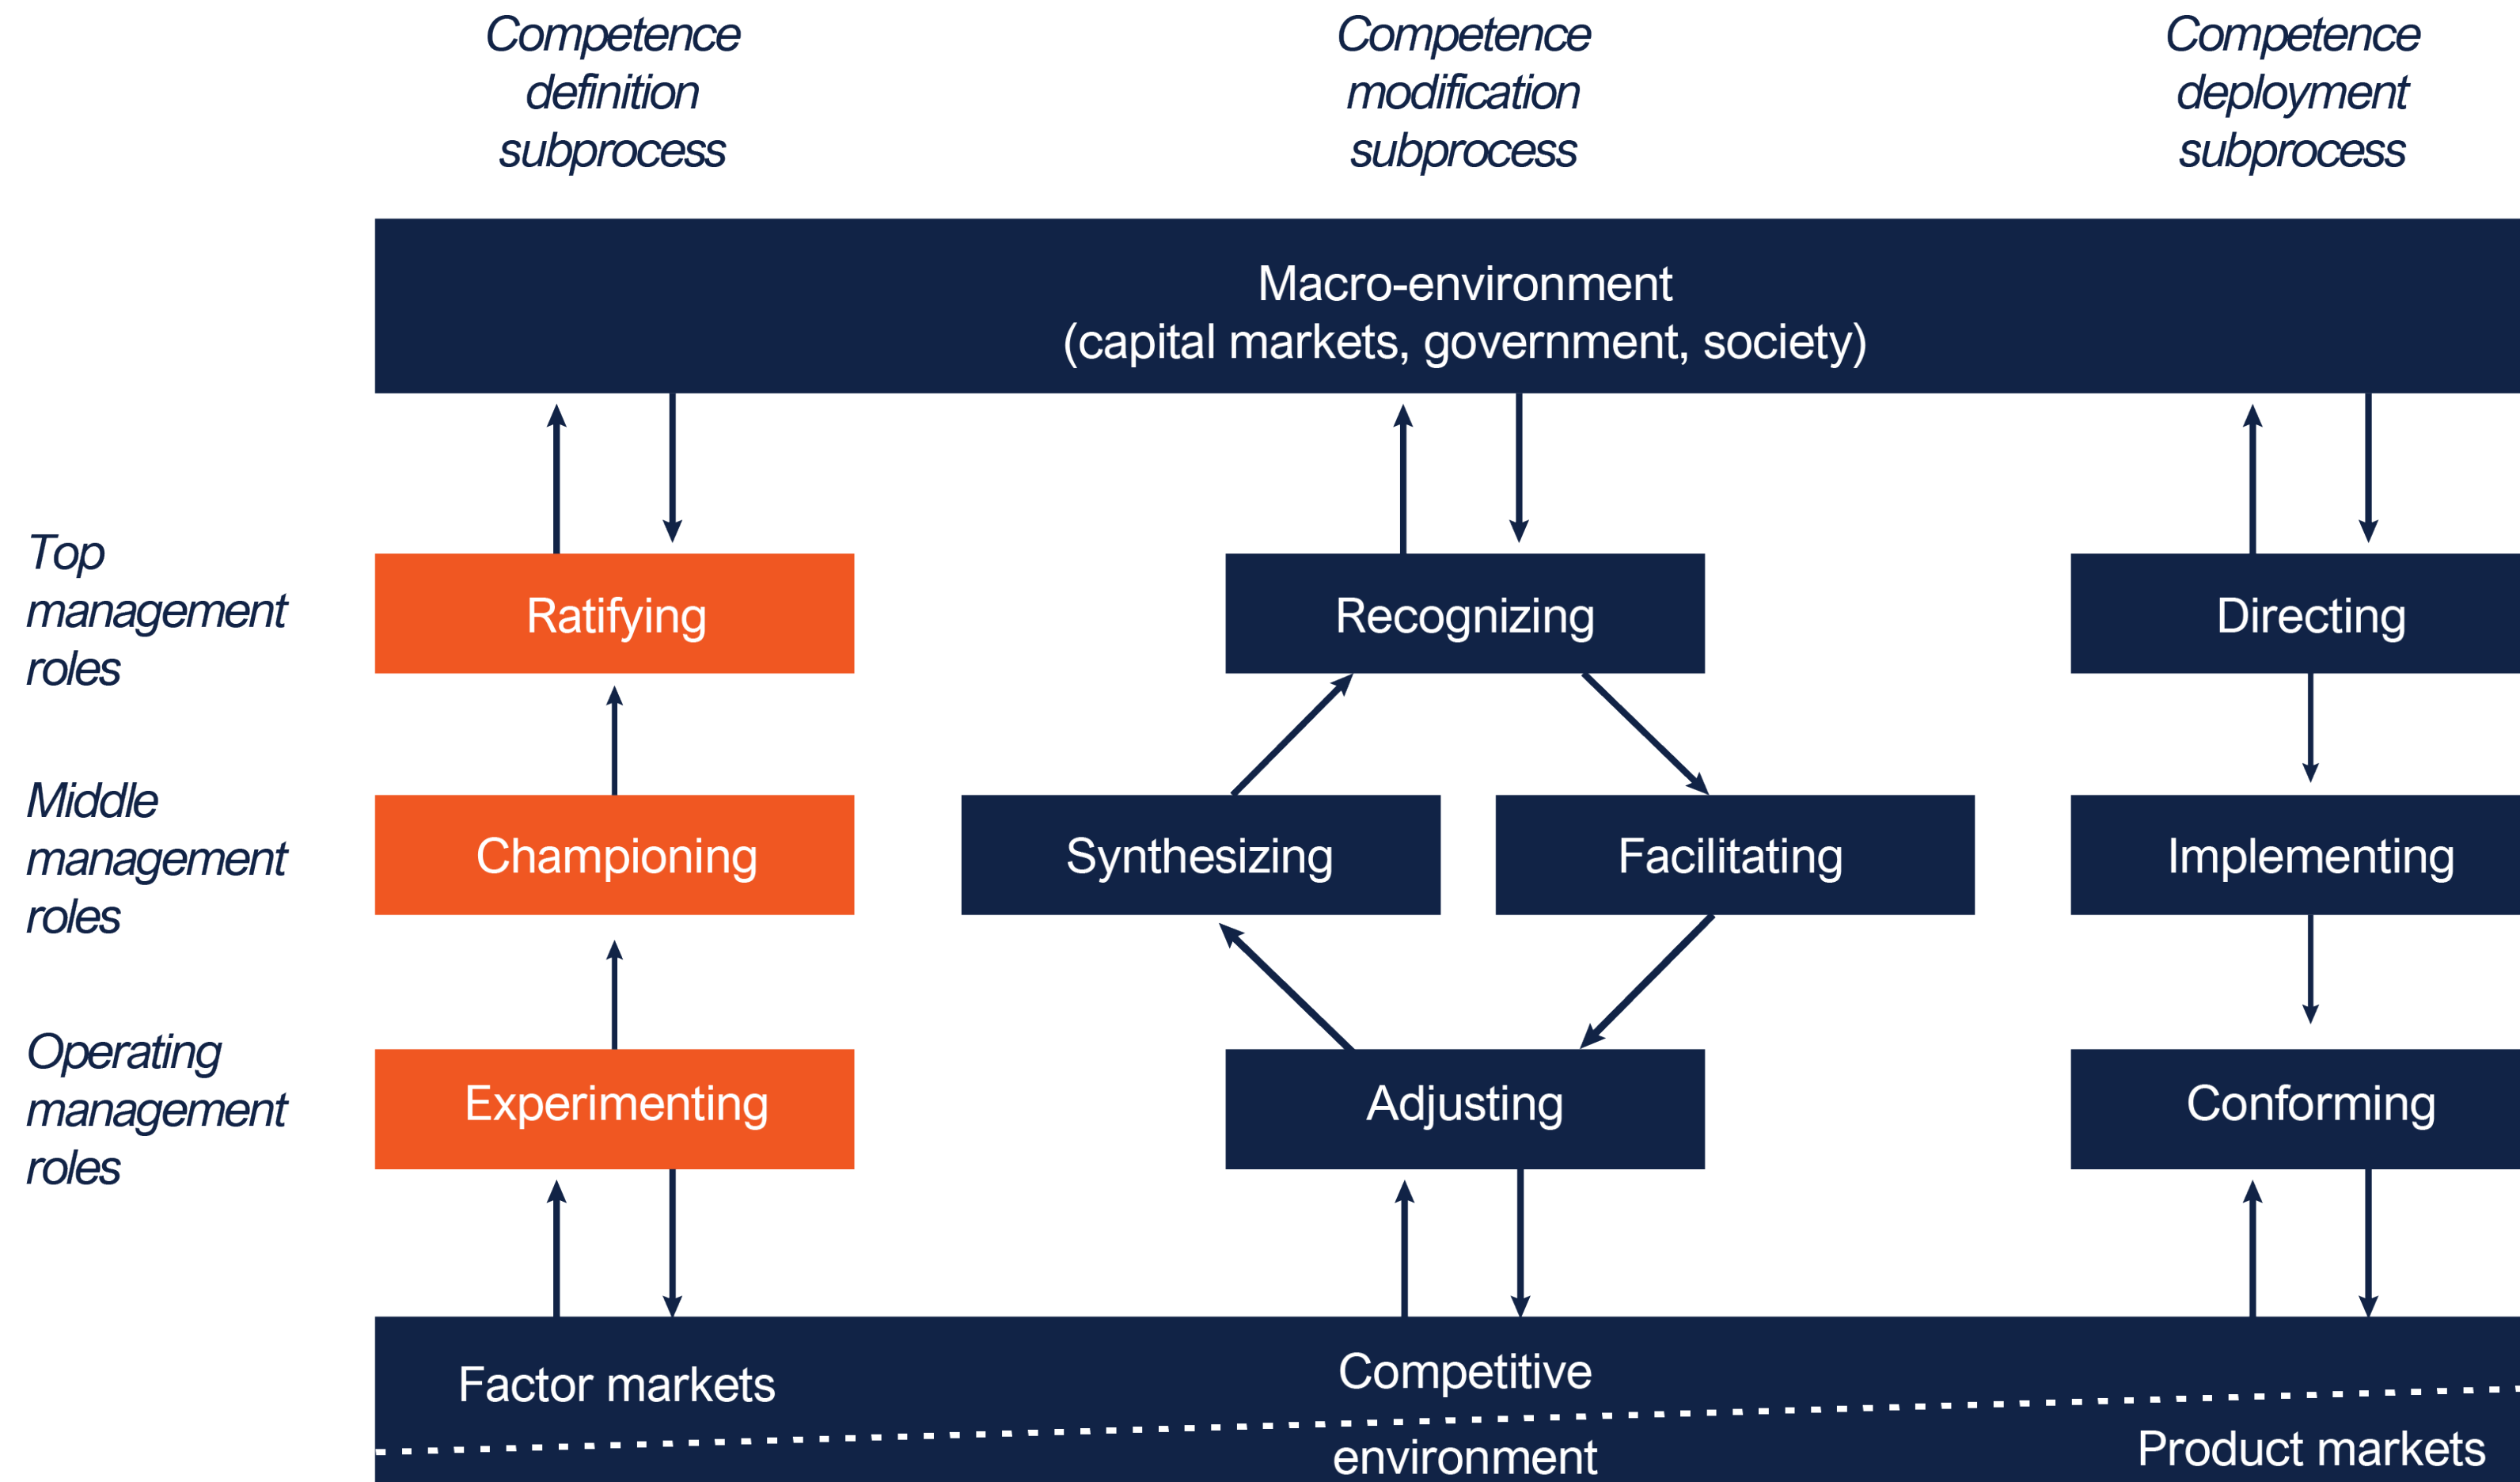 Competence
definition
subprocess
Competence
modification
subprocess
Competence
deployment
subprocess
Macro-environment
(capital markets, government, society)
Top
management
roles
Ratifying
Recognizing
Directing
Middle
management
roles
Championing
Synthesizing
Facilitating
Implementing
Operating
management
roles
Experimenting
Adjusting
Conforming
Factor markets
Competitive
environment
Product markets